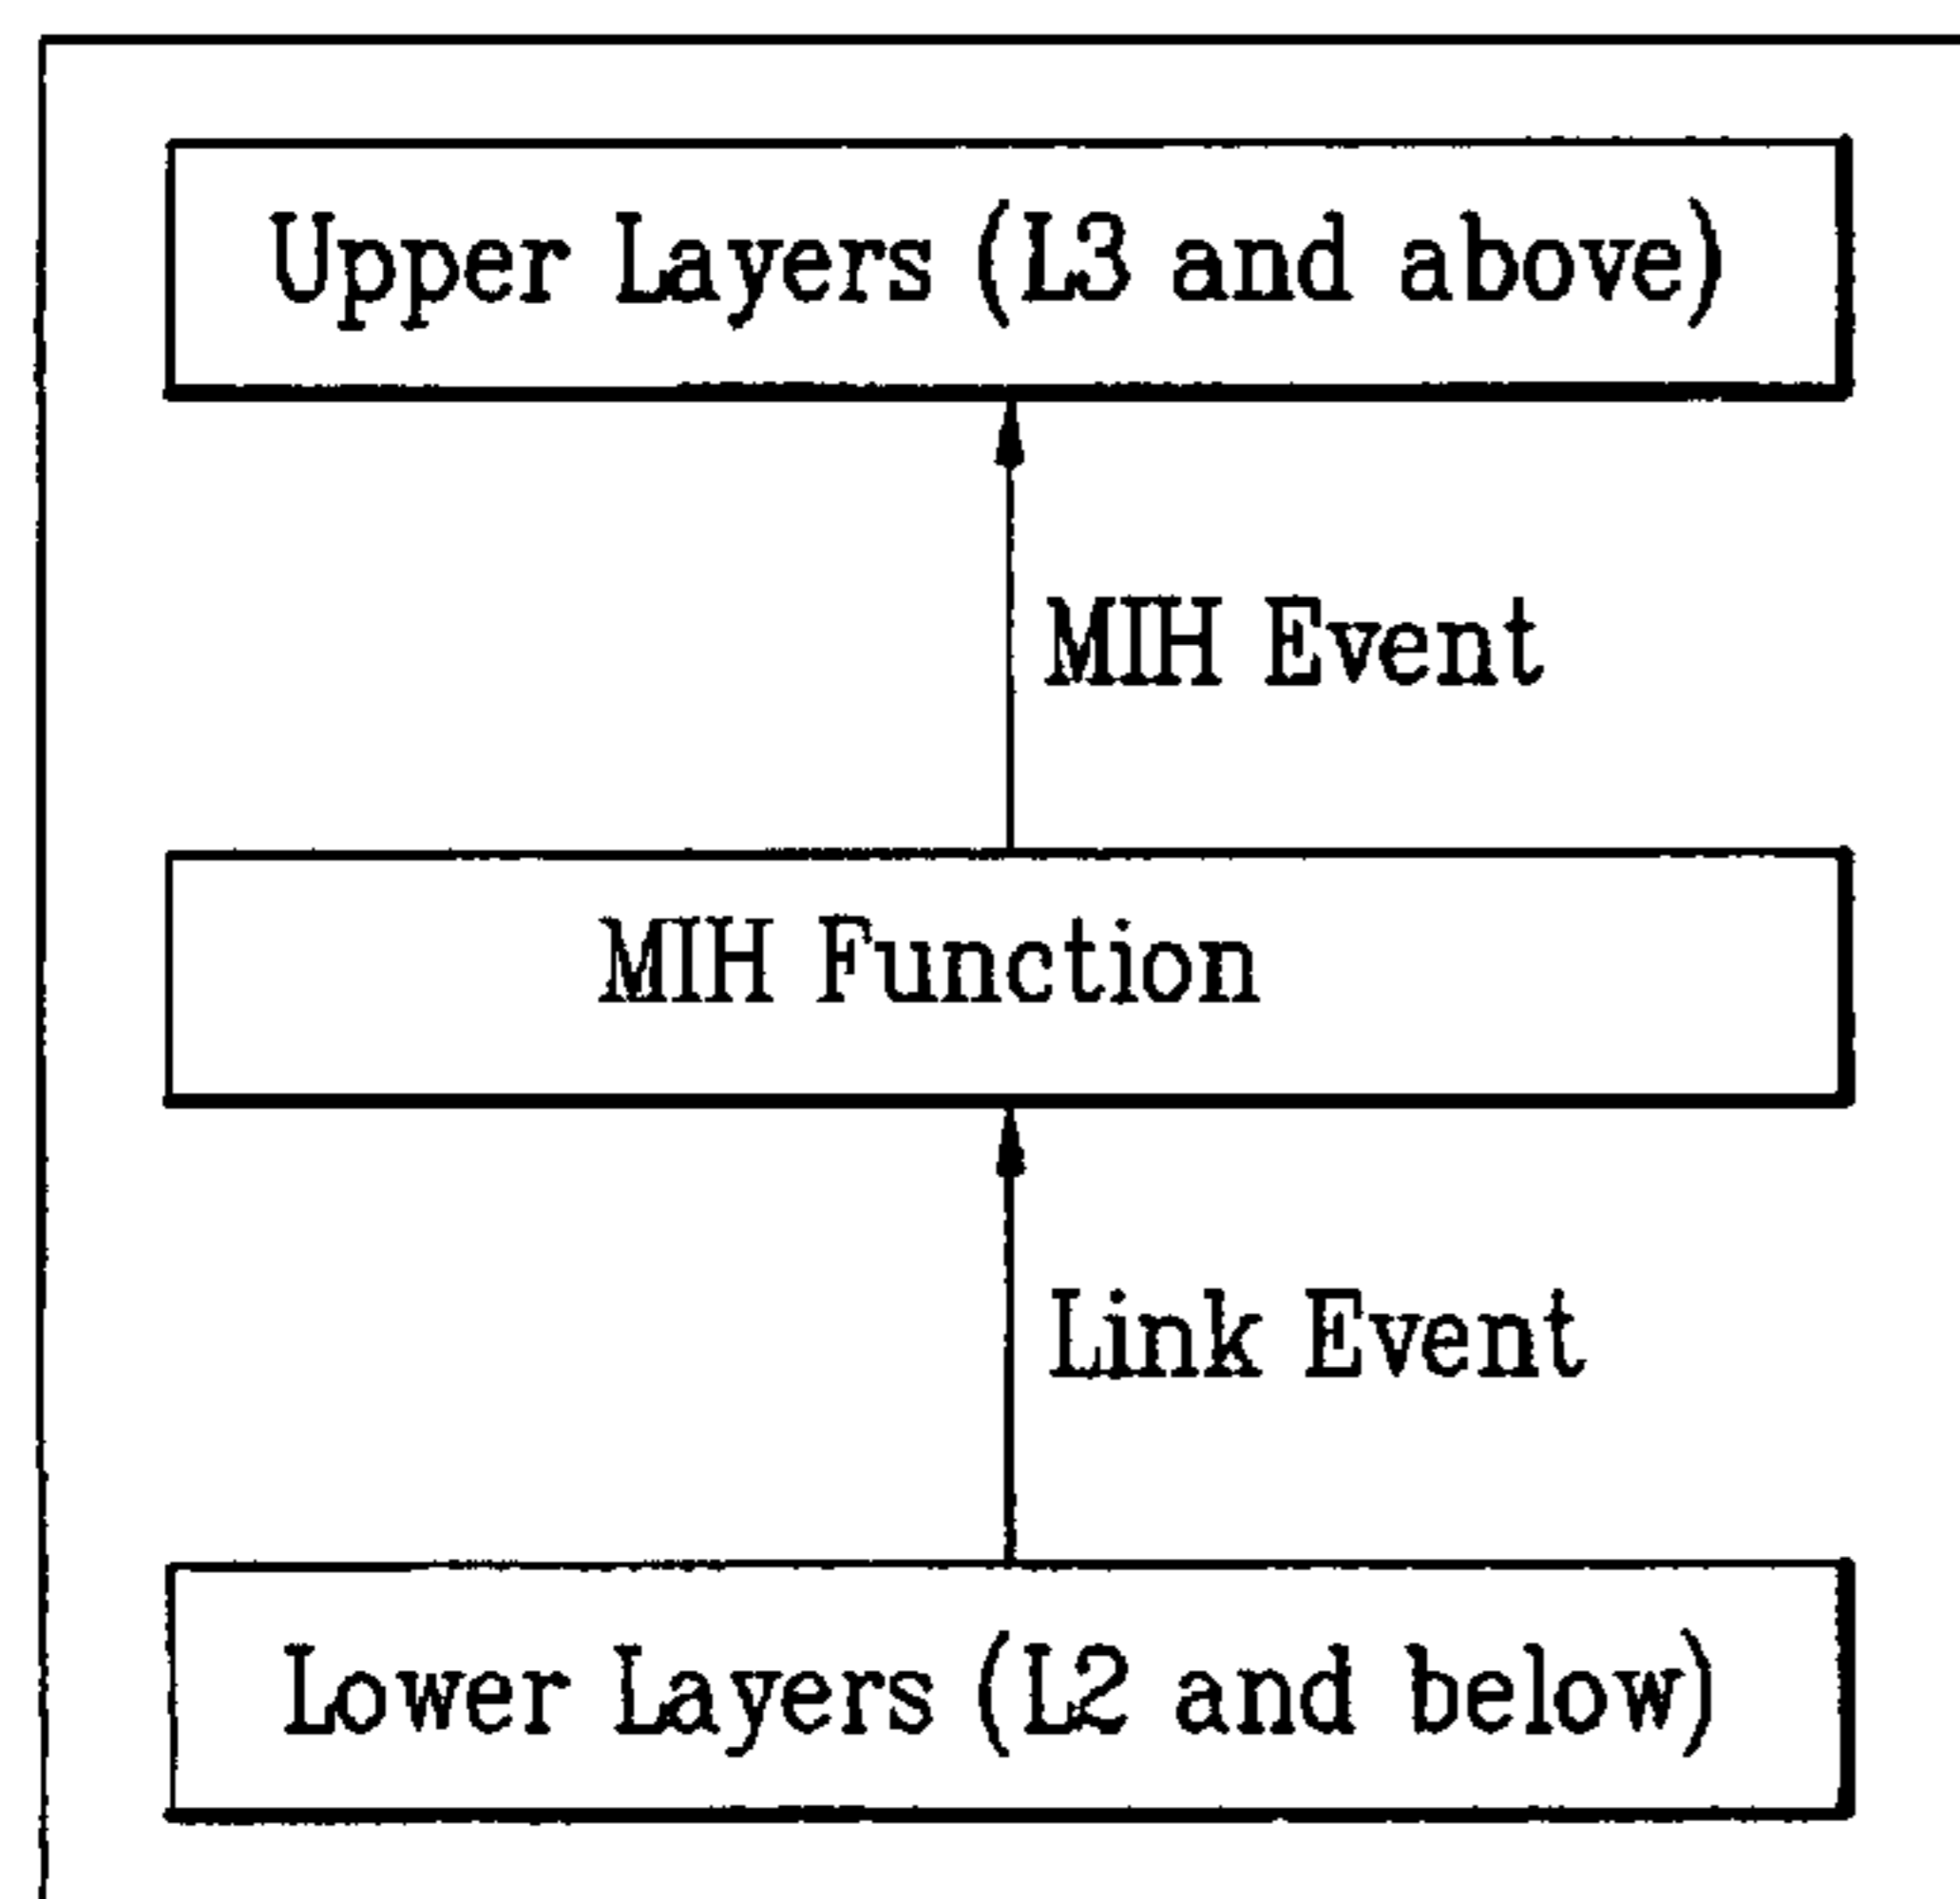 Upper Layers (L3 and above)
MIH Event
MIH Function
Link Event
Lower Layers (L2 and below)